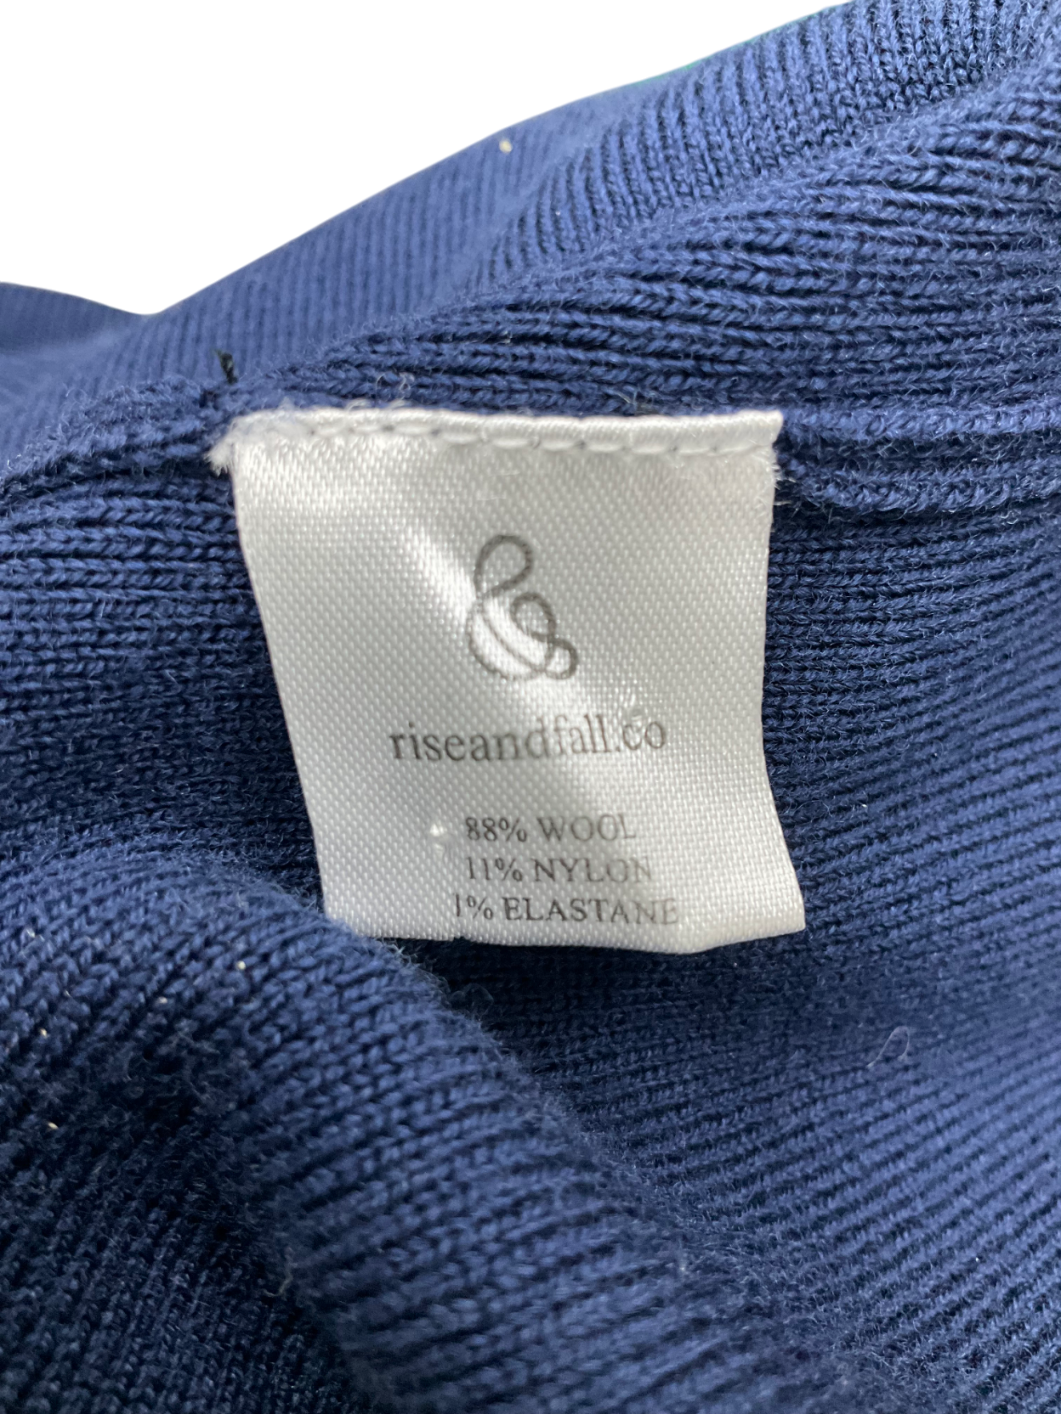 &
riseandfall.co
88% WOOL
11% NYLON
1% ELASTANE